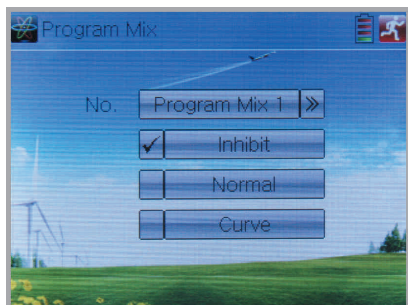 Program Mix
No. Program Mix 1 »
Inhibit
Normal
Curve